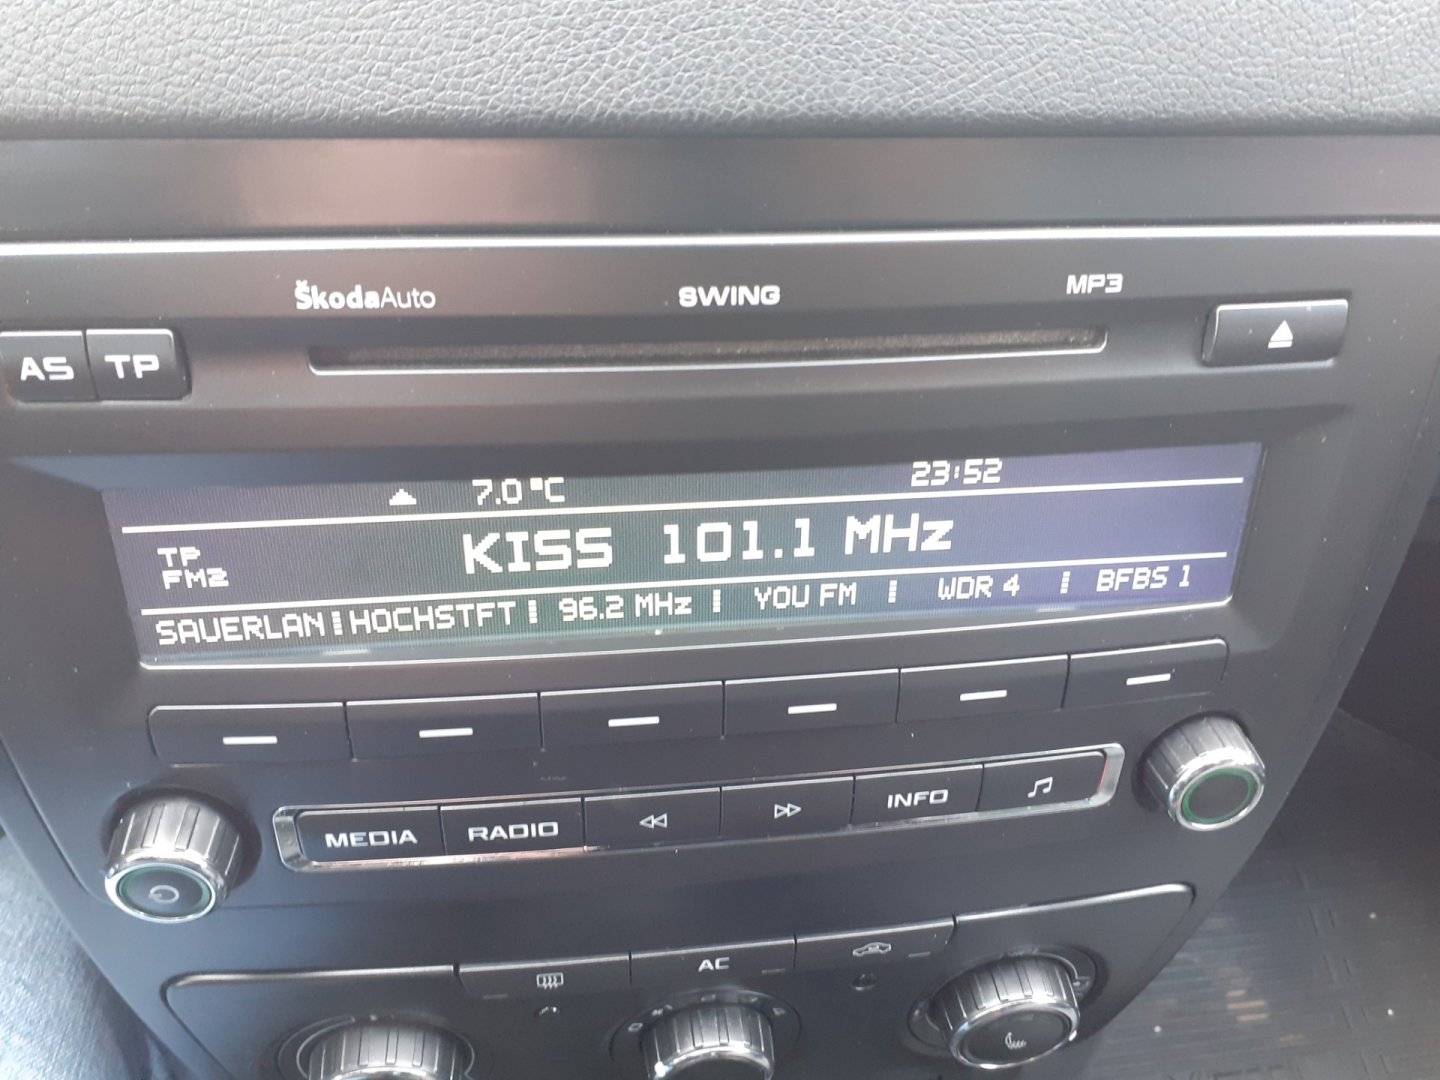 ŠkodaAuto SWING MP3
AS TP
7.0 °C 23:52
TP
FM2
KISS 101.1 MHz
SAUERLAN HOCHSTFT 96.2 MHz YOU FM WDR 4 BFBS 1
MEDIA RADIO INFO
AC